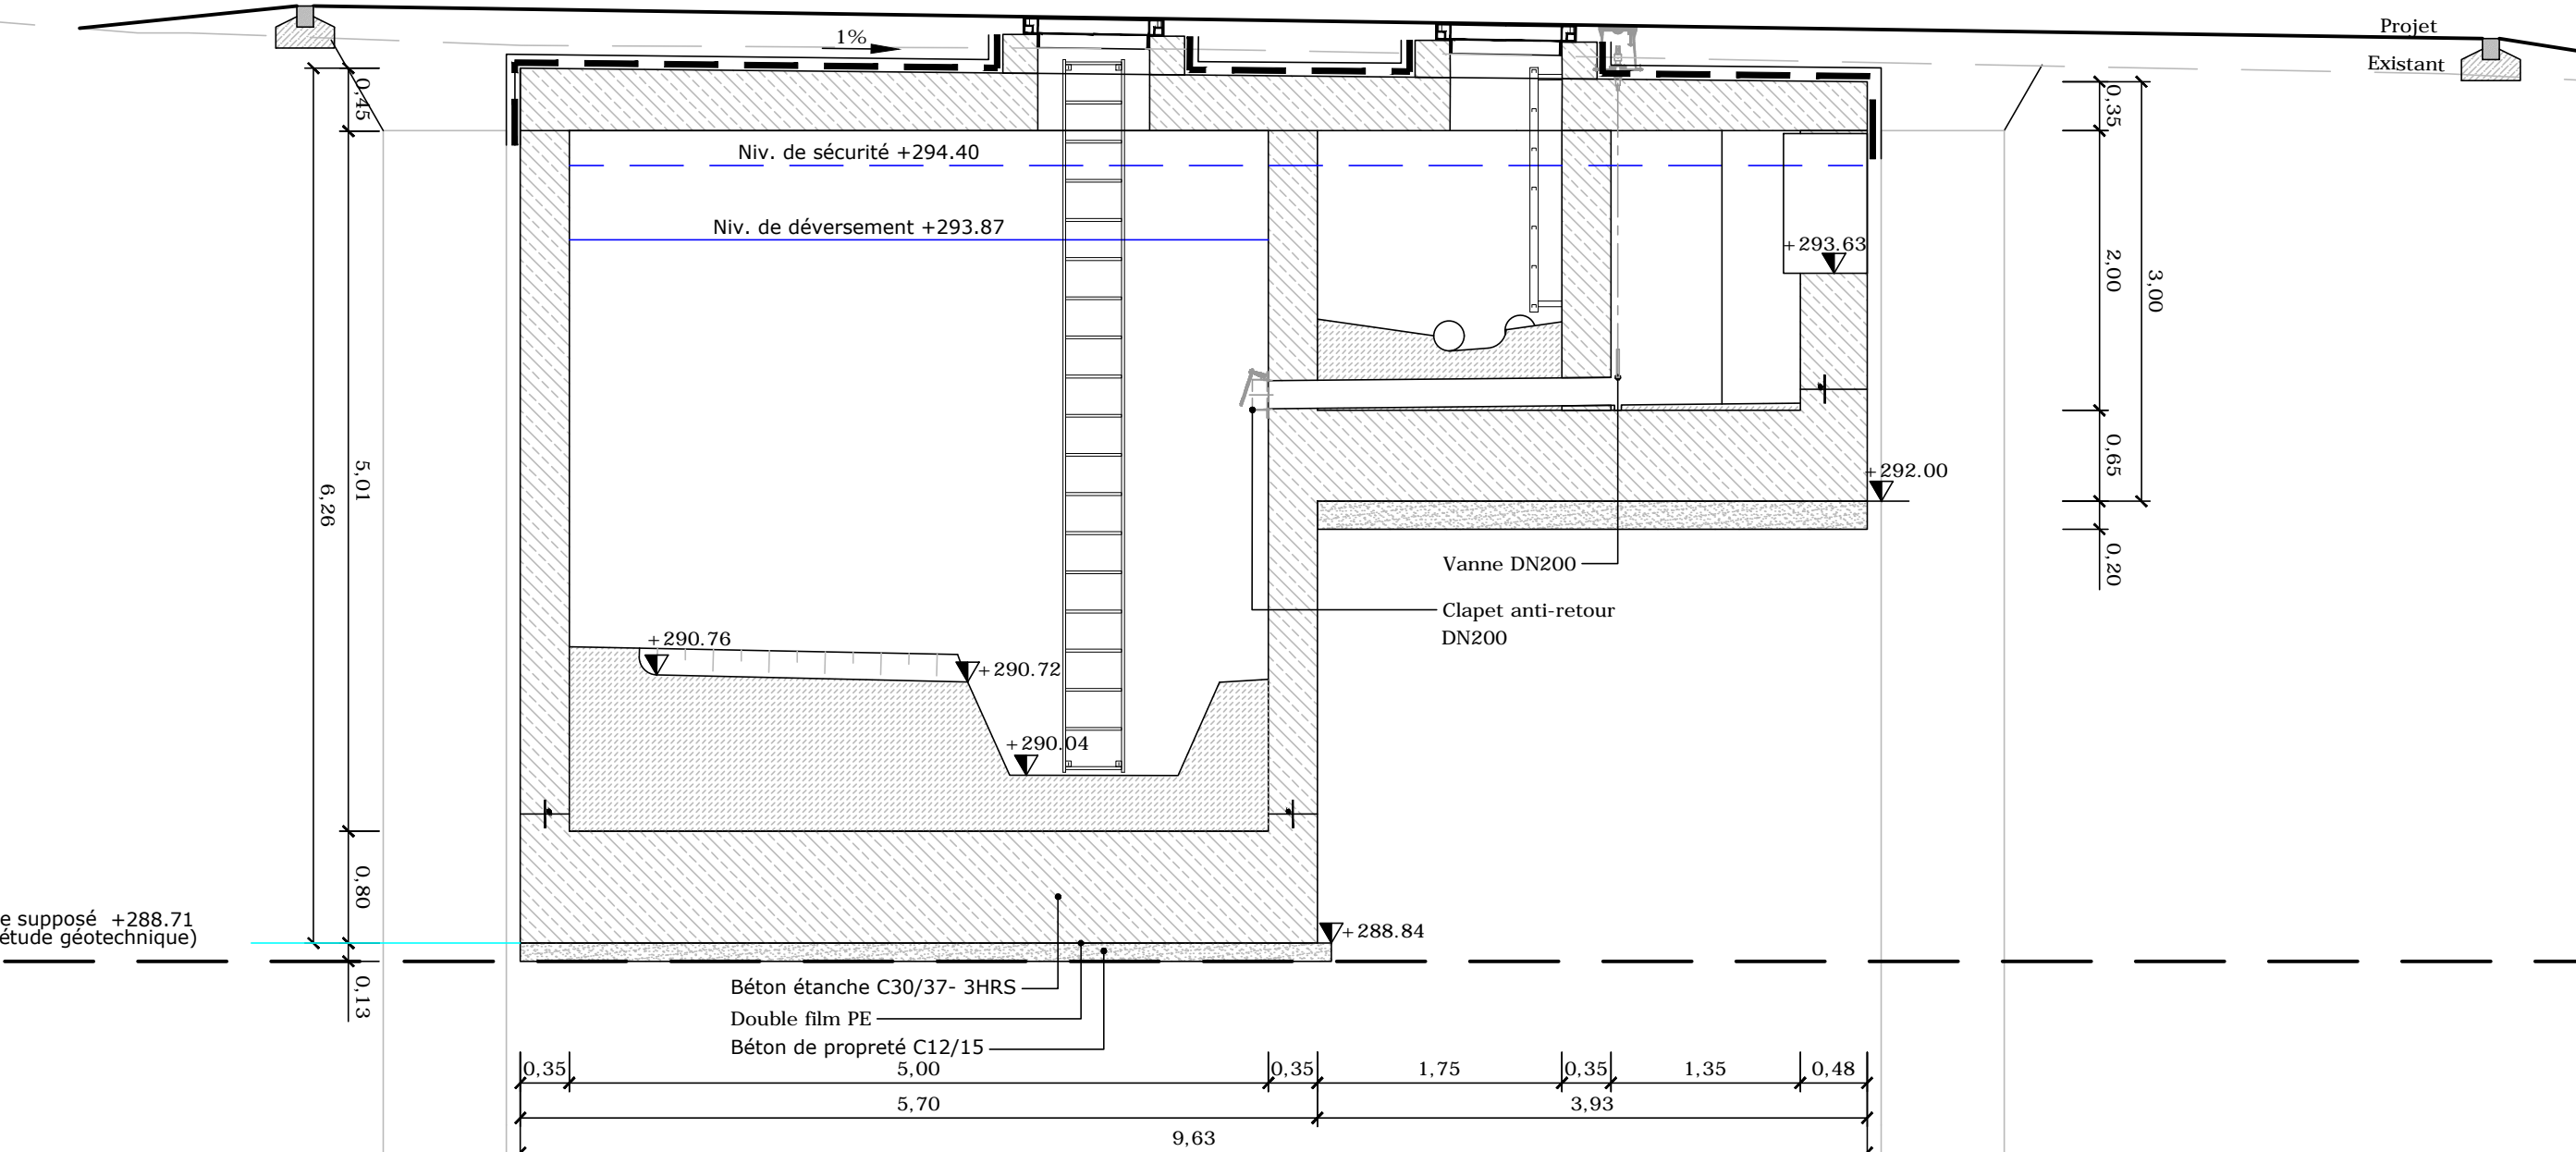 Projet
1%
Existant
0,45
0,35
Niv. de sécurité +294.40
Niv. de déversement +293.87
+293.63
2,00
3,00
+292.00
5,01
6,26
0,65
0,20
Vanne DN200
Clapet anti-retour
DN200
+290.76
+290.72
+290.04
0,80
e supposé +288.71
étude géotechnique)
+288.84
0,13
Béton étanche C30/37- 3HRS
Double film PE
Béton de propreté C12/15
0,35 5,00 0,35 1,75 0,35 1,35 0,48
5,70 3,93
9,63